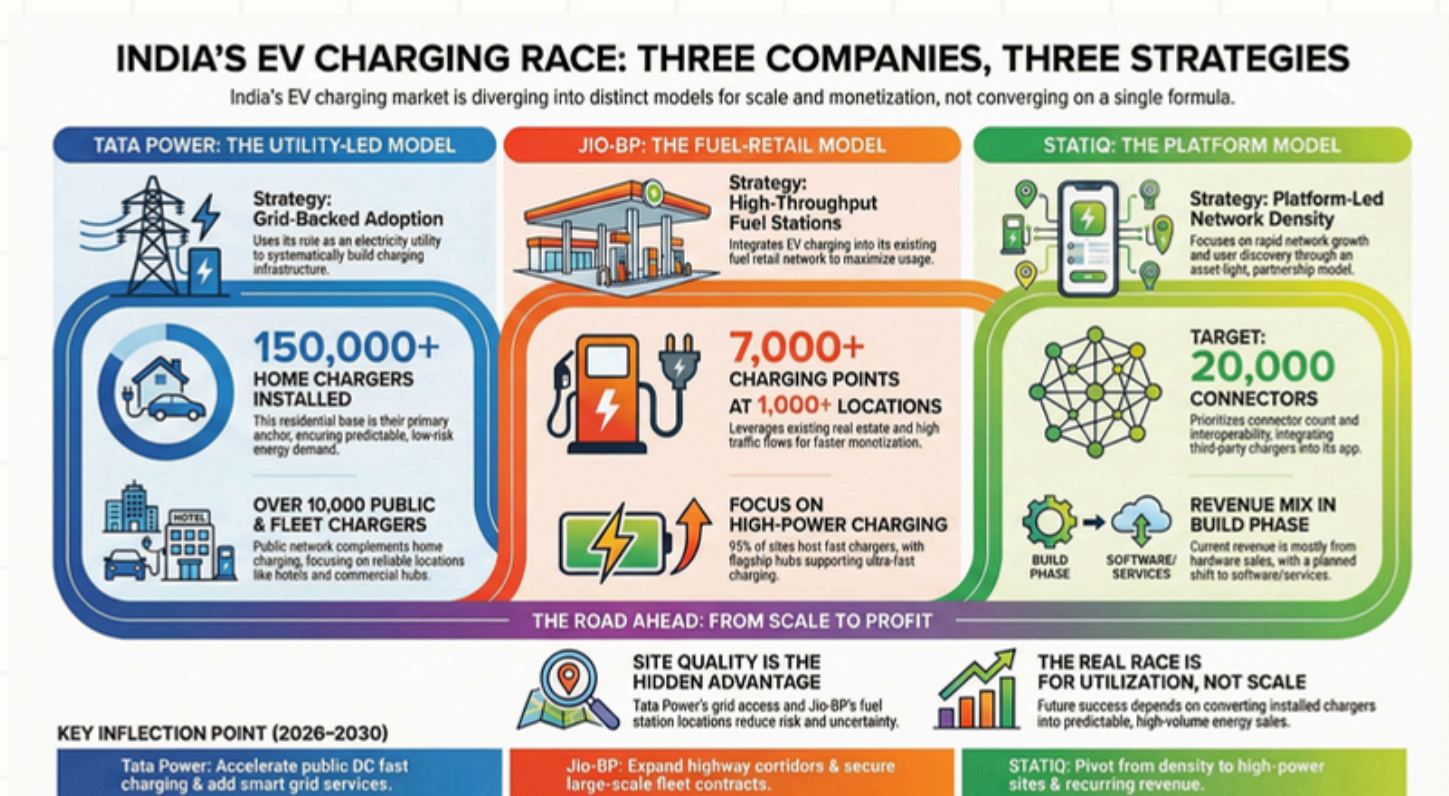 INDIA'S EV CHARGING RACE: THREE COMPANIES, THREE STRATEGIES
India's EV charging market is diverging into distinct models for scale and monetization, not converging on a single formula.
TATA POWER: THE UTILITY-LED MODEL
Strategy:
Grid-Backed Adoption
Uses its role as an electricity utility
to systematically build charging
infrastructure.
150,000+
HOME CHARGERS
INSTALLED
This residential base is their primary
anchor, encuring predictable, low-risk
energy demand.
HOTEL
OVER 10,000 PUBLIC
& FLEET CHARGERS
Public network complements home
charging, focusing on reliable locations
like hotels and commercial hubs.
JIO-BP: THE FUEL-RETAIL MODEL
Strategy:
High-Throughput
Fuel Stations
Integrates EV charging into its existing
fuel retail network to maximize usage.
7,000+
CHARGING POINTS
AT 1,000+ LOCATIONS
Leverages existing real estate and high
traffic flows for faster monetization.
FOCUS ON
HIGH-POWER CHARGING
95% of sites host fast chargers, with
flagship hubs supporting ultra-fast
charging.
STATIQ: THE PLATFORM MODEL
Strategy: Platform-Led
Network Density
Focuses on rapid network growth
and user discovery through an
asset-light, partnership model.
TARGET:
20,000
CONNECTORS
Prioritizes connector count and
interoperability, integrating
third-party chargers into its app.
BUILD
PHASE
SOFTWARE/
SERVICES
REVENUE MIX IN
BUILD PHASE
Current revenue is mostly from
hardware sales, with a planned
shift to software/services.
THE ROAD AHEAD: FROM SCALE TO PROFIT
SITE QUALITY IS THE
HIDDEN ADVANTAGE
Tata Power's grid access and Jio-BP's fuel
station locations reduce risk and uncertainty.
THE REAL RACE IS
FOR UTILIZATION, NOT SCALE
Future success depends on converting installed chargers
into predictable, high-volume energy sales.
KEY INFLECTION POINT (2026–2030)
Tata Power: Accelerate public DC fast
charging & add smart grid services.
Jio-BP: Expand highway corridors & secure
large-scale fleet contracts.
STATIQ: Pivot from density to high-power
sites & recurring revenue.